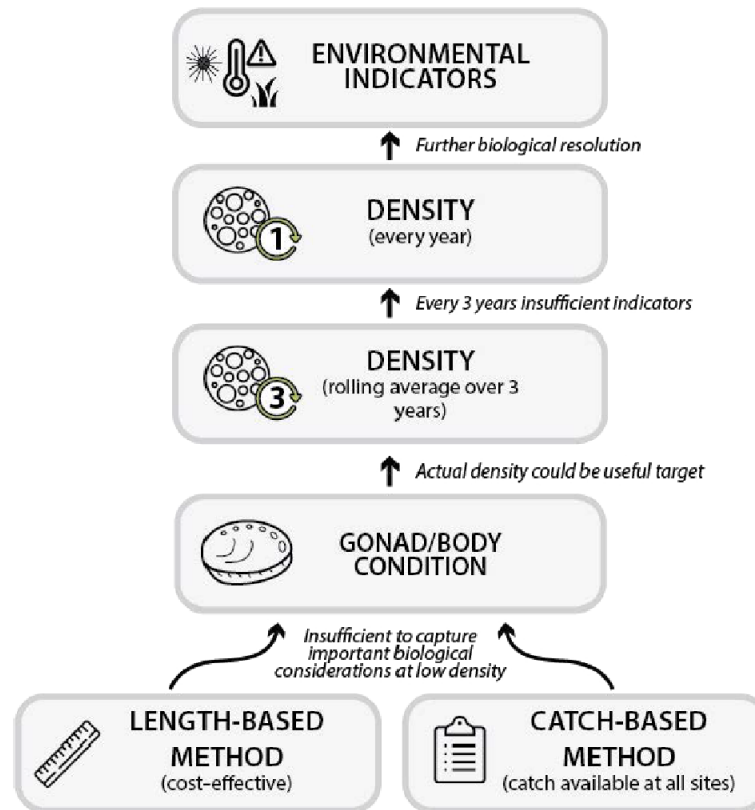 ENVIRONMENTAL
INDICATORS
Further biological resolution
DENSITY
(every year)
1
Every 3 years insufficient indicators
DENSITY
(rolling average over 3
years)
3
Actual density could be useful target
GONAD/BODY
CONDITION
Insufficient to capture
important biological
considerations at low density
LENGTH-BASED
METHOD
(cost-effective)
CATCH-BASED
METHOD
(catch available at all sites)